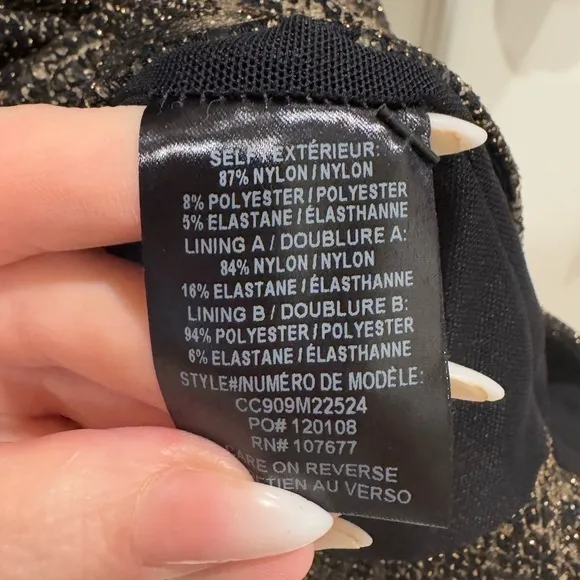 SELF / EXTÉRIEUR:
87% NYLON / NYLON
8% POLYESTER / POLYESTER
5% ELASTANE / ÉLASTHANNE
LINING A / DOUBLURE A:
84% NYLON / NYLON
16% ELASTANE / ÉLASTHANNE
LINING B / DOUBLURE B:
94% POLYESTER / POLYESTER
6% ELASTANE / ÉLASTHANNE
STYLE#/NUMÉRO DE MODÈLE:
CC909M22524
PO# 120108
RN# 107677
CARE ON REVERSE
TIEN AU VERSO